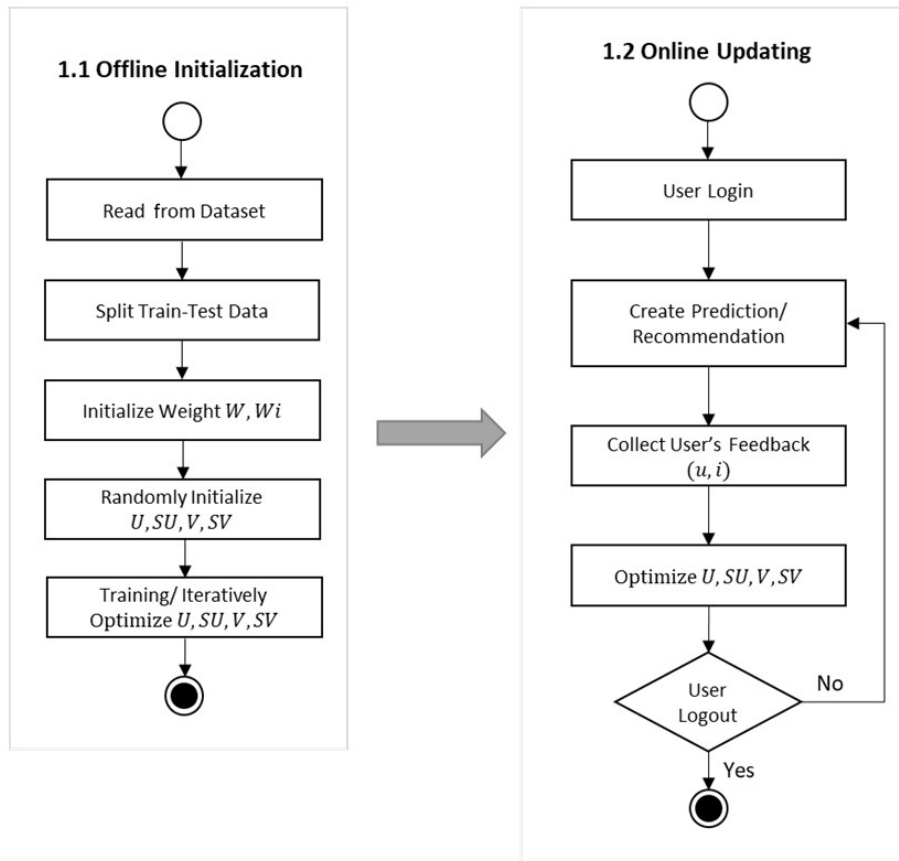 1.1 Offline Initialization
Read from Dataset
Split Train-Test Data
Initialize Weight W, Wi
Randomly Initialize
U, SU, V, SV
Training/ Iteratively
Optimize U, SU, V, SV
1.2 Online Updating
User Login
Create Prediction/
Recommendation
Collect User's Feedback
(u, i)
Optimize U, SU, V, SV
User
Logout
No
Yes